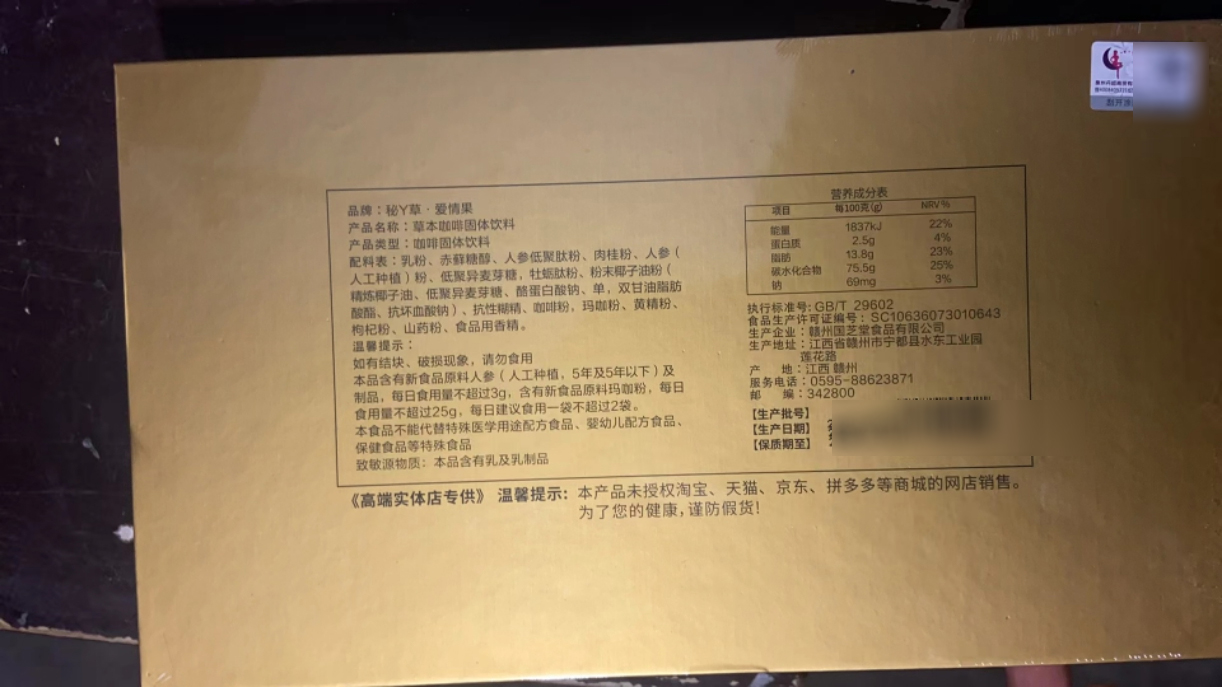 品牌：秘丫草·爱情果
产品名称：草本咖啡固体饮料
产品类型：咖啡固体饮料
配料表：乳粉、赤藓糖醇、人参低聚肽粉、肉桂粉、人参（
人工种植）粉、低聚异麦芽糖，牡蛎肽粉、粉末椰子油粉（
精炼椰子油、低聚异麦芽糖、酪蛋白酸钠、单，双甘油脂肪
酸酯、抗坏血酸钠）、抗性糊精、咖啡粉，玛咖粉、黄精粉、
枸杞粉、山药粉、食品用香精。
温馨提示：
如有结块、破损现象，请勿食用
本品含有新食品原料人参（人工种植，5年及5年以下）及
制品，每日食用量不超过3g，含有新食品原料玛咖粉，每日
食用量不超过25g，每日建议食用一袋不超过2袋。
本食品不能代替特殊医学用途配方食品、婴幼儿配方食品、
保健食品等特殊食品
致敏源物质：本品含有乳及乳制品
营养成分表
项目 每100克(g) NRV%
能量 1837kJ 22%
蛋白质 2.5g 4%
脂肪 13.8g 23%
碳水化合物 75.5g 25%
钠 69mg 3%
执行标准号: GB/T 29602
食品生产许可证编号：SC10636073010643
生产企业：赣州国芝堂食品有限公司
生产地址：江西省赣州市宁都县水东工业园
莲花路
产 地：江西 赣州
服务电话：0595-88623871
邮 编：342800
【生产批号】
【生产日期】
【保质期至】
《高端实体店专供》 温馨提示: 本产品未授权淘宝、天猫、京东、拼多多等商城的网店销售。
为了您的健康,谨防假货!
刮开